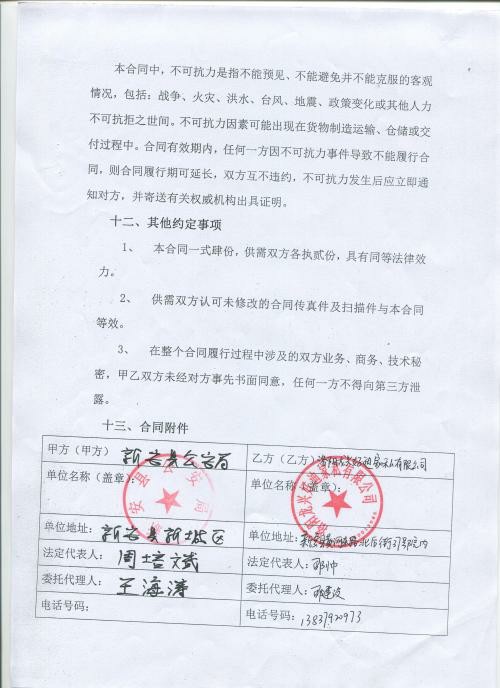 本合同中，不可抗力是指不能预见、不能避免并不能克服的客观
情况，包括：战争、火灾、洪水、台风、地震、政策变化或其他人力
不可抗拒之世间。不可抗力因素可能出现在货物制造运输、仓储或交
付过程中。合同有效期内，任何一方因不可抗力事件导致不能履行合
同，则合同履行期可延长，双方互不违约，不可抗力发生后应立即通
知对方，并寄送有关权威机构出具证明。
十二、其他约定事项
1、 本合同一式肆份，供需双方各执贰份，具有同等法律效
力。
2、 供需双方认可未修改的合同传真件及扫描件与本合同
等效。
3、 在整个合同履行过程中涉及的双方业务、商务、技术秘
密，甲乙双方未经对方事先书面同意，任何一方不得向第三方泄
露。
十三、合同附件
甲方（甲方） 新安县公安局
乙方（乙方） 家私有限公司
单位名称（盖章）：
单位名称（盖章）：
单位地址： 新安县新城区
单位地址：
法定代表人： 周培斌
法定代表人：
委托代理人： 王海涛
委托代理人：
电话号码：
电话号码： 13837920973